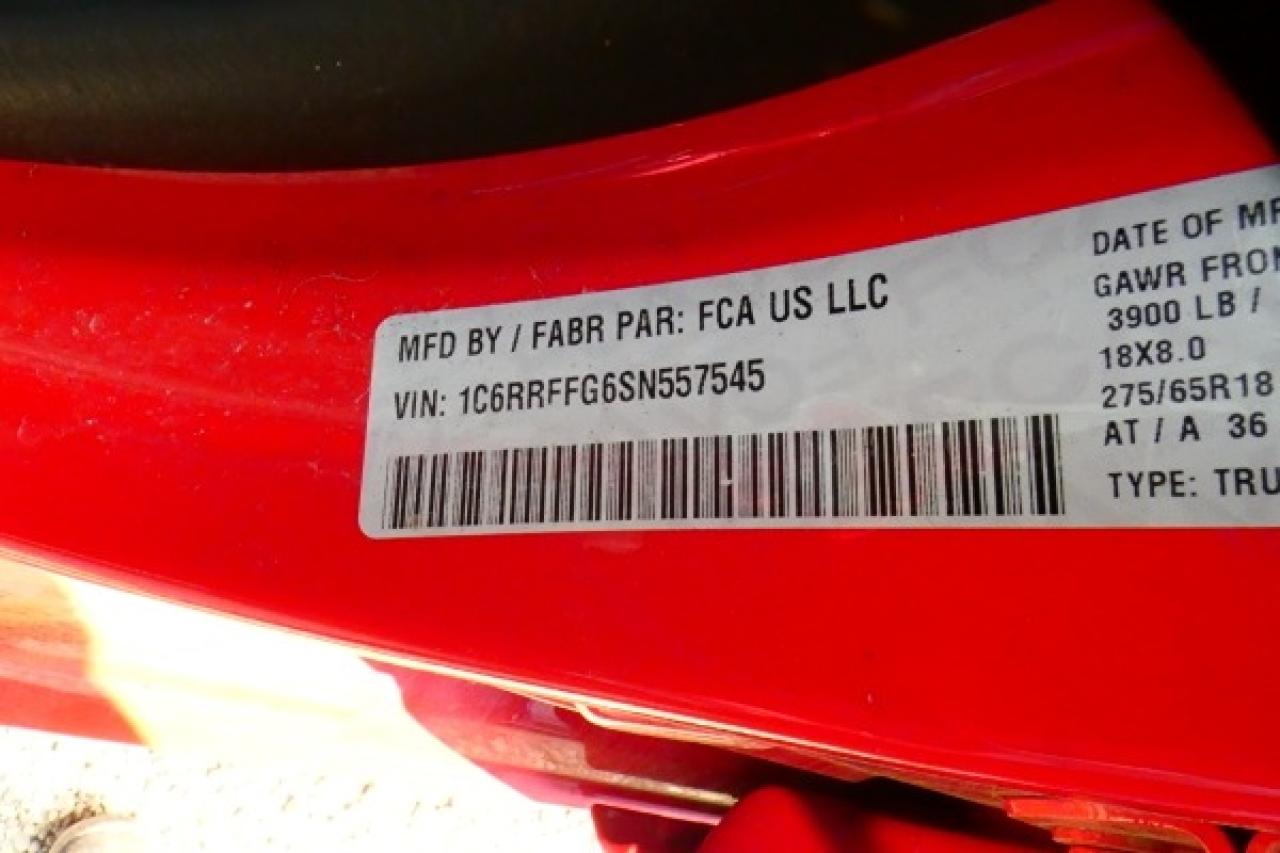 MFD BY / FABR PAR: FCA US LLC
VIN: 1C6RRFFG6SN557545
DATE OF
GAWR
3900 LB /
18X8.0
275/65R18
AT / A 36
TYPE: